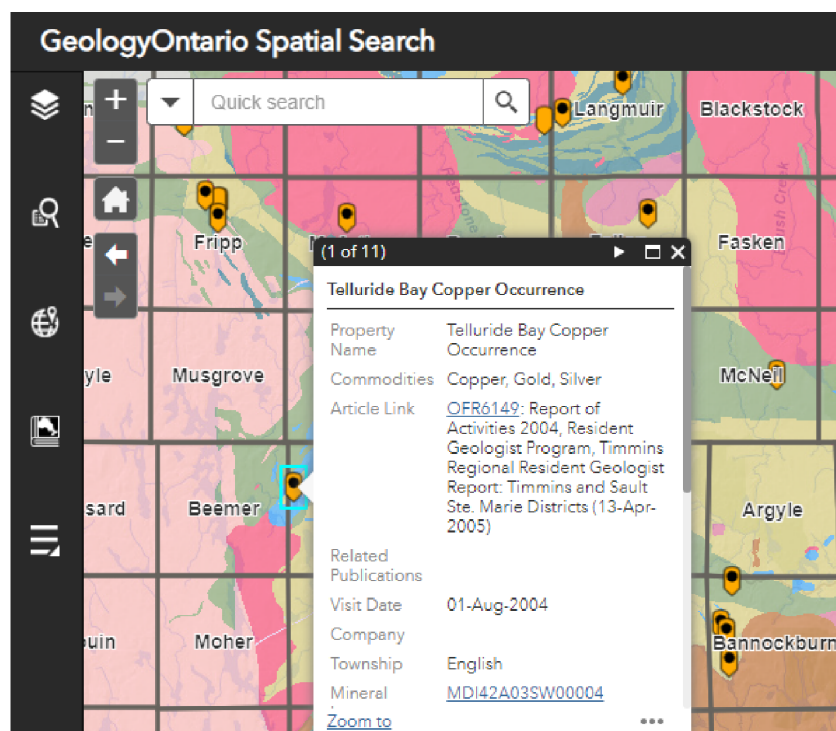 GeologyOntario Spatial Search
Quick search
Langmuir
Blackstock
Redstone
Fripp
Fasken
(1 of 11)
Telluride Bay Copper Occurrence
Property Name
Telluride Bay Copper
Occurrence
Commodities
Copper, Gold, Silver
Article Link
OFR6149: Report of
Activities 2004, Resident
Geologist Program, Timmins
Regional Resident Geologist
Report: Timmins and Sault
Ste. Marie Districts (13-Apr-
2005)
Related
Publications
Visit Date
01-Aug-2004
Company
Township
English
Mineral
MDI42A03SW00004
Zoom to
yle
Musgrove
McNeil
sard
Beemer
Argyle
uin
Moher
Bannockburn